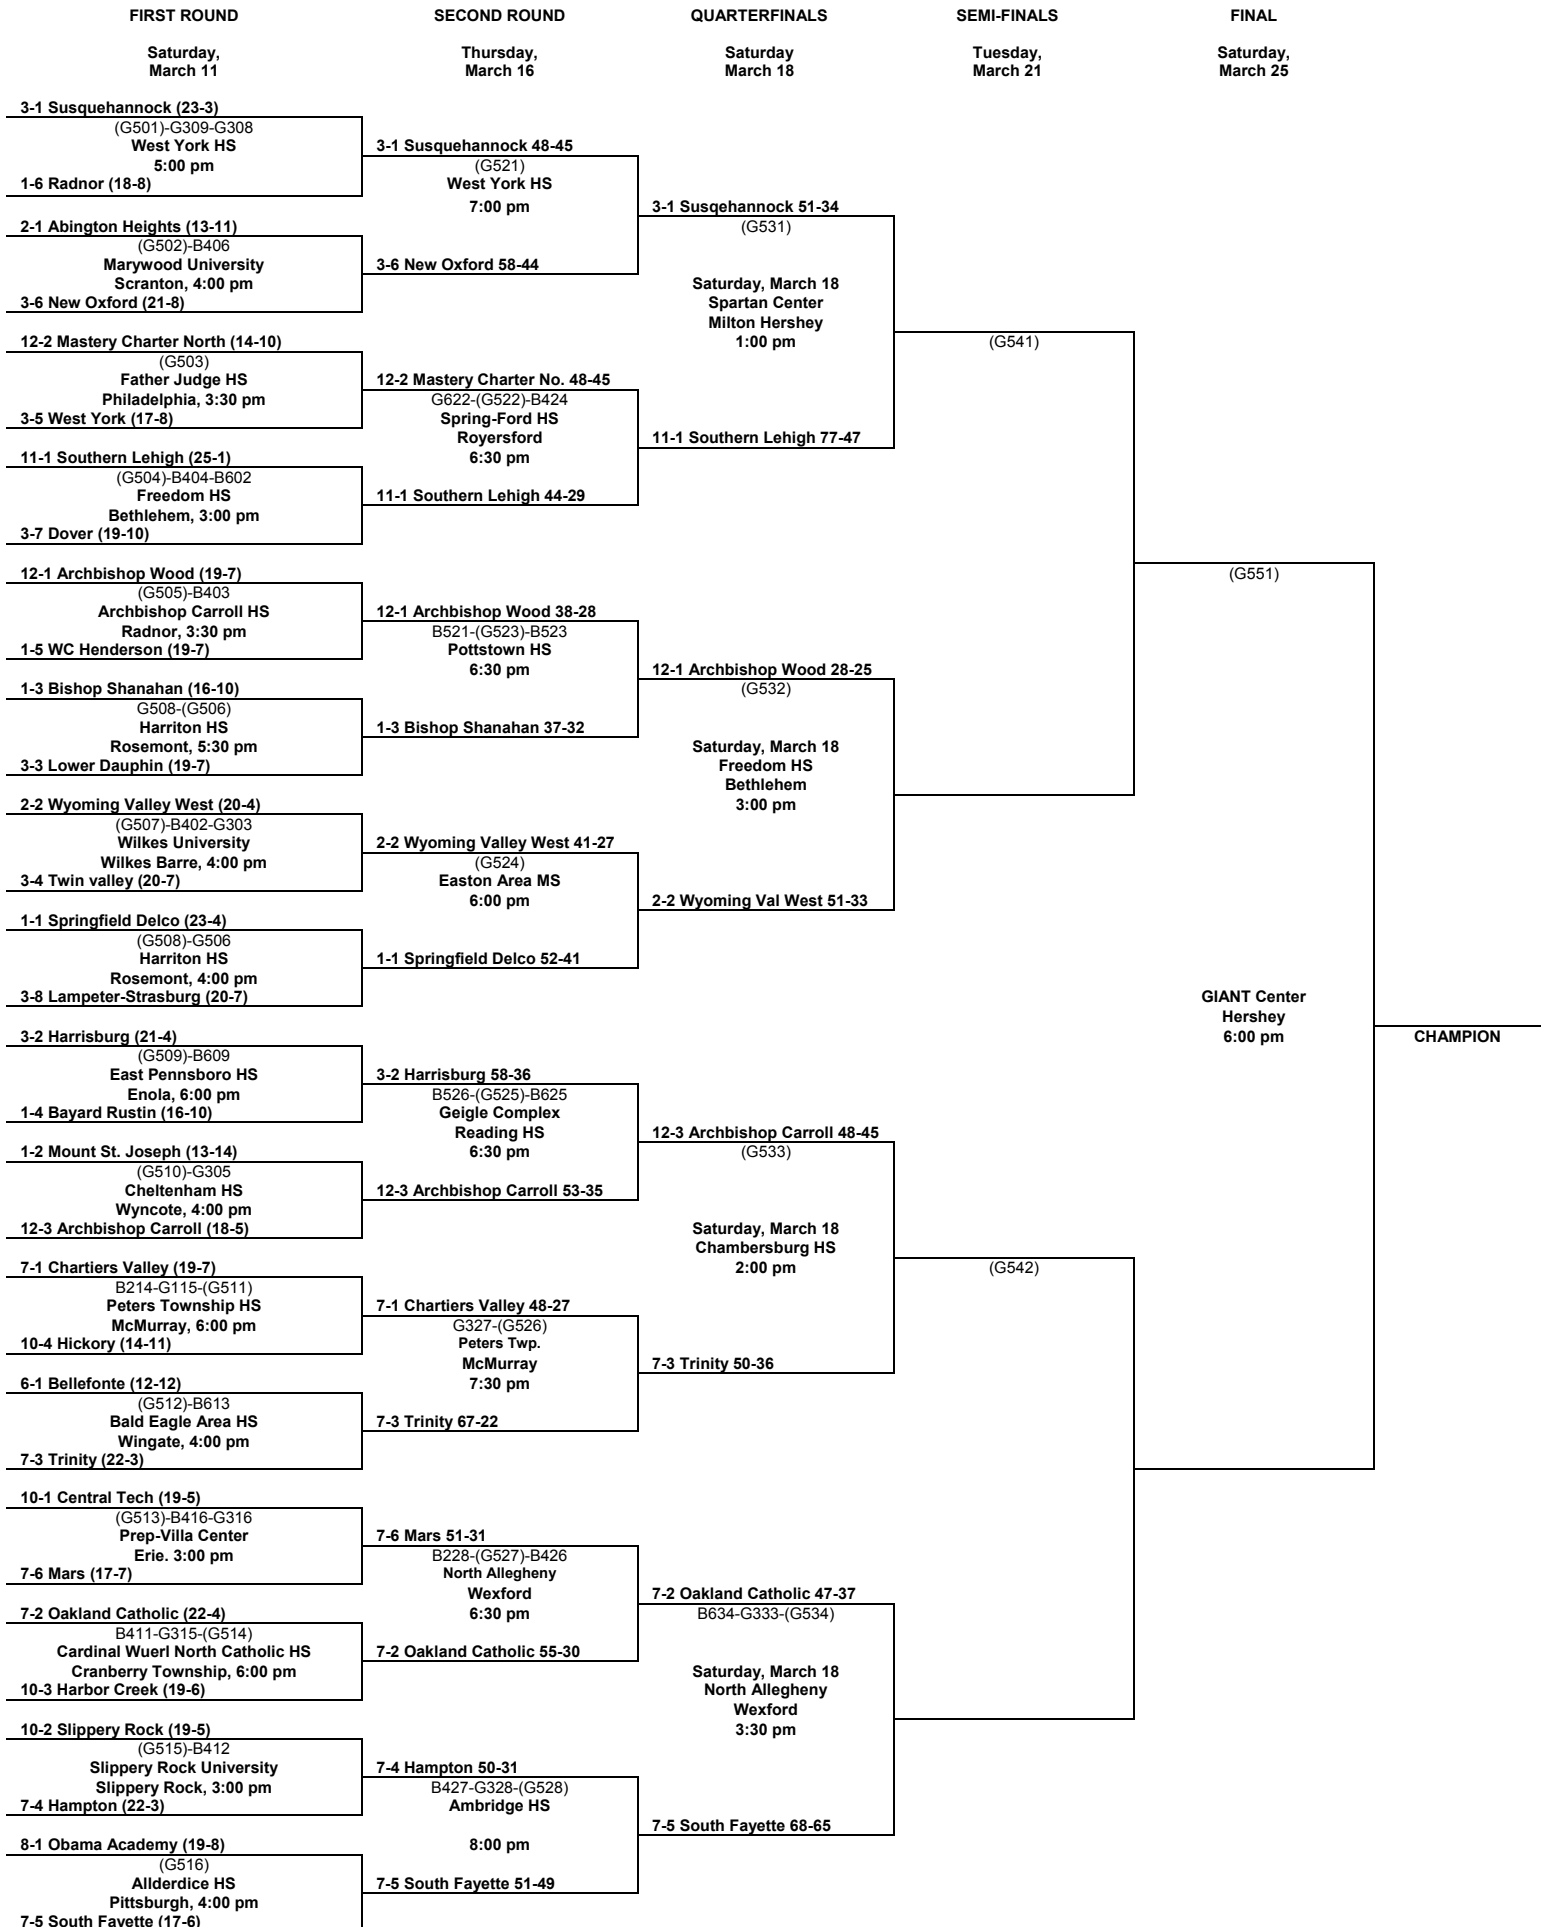 FIRST ROUND
Saturday,
March 11
SECOND ROUND
Thursday,
March 16
QUARTERFINALS
Saturday
March 18
SEMI-FINALS
Tuesday,
March 21
FINAL
Saturday,
March 25
3-1 Susquehannock (23-3)
(G501)-G309-G308
West York HS
5:00 pm
1-6 Radnor (18-8)
2-1 Abington Heights (13-11)
(G502)-B406
Marywood University
Scranton, 4:00 pm
3-6 New Oxford (21-8)
12-2 Mastery Charter North (14-10)
(G503)
Father Judge HS
Philadelphia, 3:30 pm
3-5 West York (17-8)
11-1 Southern Lehigh (25-1)
(G504)-B404-B602
Freedom HS
Bethlehem, 3:00 pm
3-7 Dover (19-10)
12-1 Archbishop Wood (19-7)
(G505)-B403
Archbishop Carroll HS
Radnor, 3:30 pm
1-5 WC Henderson (19-7)
1-3 Bishop Shanahan (16-10)
G508-(G506)
Harriton HS
Rosemont, 5:30 pm
3-3 Lower Dauphin (19-7)
2-2 Wyoming Valley West (20-4)
(G507)-B402-G303
Wilkes University
Wilkes Barre, 4:00 pm
3-4 Twin valley (20-7)
1-1 Springfield Delco (23-4)
(G508)-G506
Harriton HS
Rosemont, 4:00 pm
3-8 Lampeter-Strasburg (20-7)
3-2 Harrisburg (21-4)
(G509)-B609
East Pennsboro HS
Enola, 6:00 pm
1-4 Bayard Rustin (16-10)
1-2 Mount St. Joseph (13-14)
(G510)-G305
Cheltenham HS
Wyncote, 4:00 pm
12-3 Archbishop Carroll (18-5)
7-1 Chartiers Valley (19-7)
B214-G115-(G511)
Peters Township HS
McMurray, 6:00 pm
10-4 Hickory (14-11)
6-1 Bellefonte (12-12)
(G512)-B613
Bald Eagle Area HS
Wingate, 4:00 pm
7-3 Trinity (22-3)
10-1 Central Tech (19-5)
(G513)-B416-G316
Prep-Villa Center
Erie. 3:00 pm
7-6 Mars (17-7)
7-2 Oakland Catholic (22-4)
B411-G315-(G514)
Cardinal Wuerl North Catholic HS
Cranberry Township, 6:00 pm
10-3 Harbor Creek (19-6)
10-2 Slippery Rock (19-5)
(G515)-B412
Slippery Rock University
Slippery Rock, 3:00 pm
7-4 Hampton (22-3)
8-1 Obama Academy (19-8)
(G516)
Allderdice HS
Pittsburgh, 4:00 pm
7-5 South Fayette (17-6)
3-1 Susquehannock 48-45
(G521)
West York HS
7:00 pm
3-6 New Oxford 58-44
12-2 Mastery Charter No. 48-45
G622-(G522)-B424
Spring-Ford HS
Royersford
6:30 pm
11-1 Southern Lehigh 44-29
12-1 Archbishop Wood 38-28
B521-(G523)-B523
Pottstown HS
6:30 pm
1-3 Bishop Shanahan 37-32
2-2 Wyoming Valley West 41-27
(G524)
Easton Area MS
6:00 pm
1-1 Springfield Delco 52-41
3-2 Harrisburg 58-36
B526-(G525)-B625
Geigle Complex
Reading HS
6:30 pm
12-3 Archbishop Carroll 53-35
7-1 Chartiers Valley 48-27
G327-(G526)
Peters Twp.
McMurray
7:30 pm
7-3 Trinity 67-22
7-6 Mars 51-31
B228-(G527)-B426
North Allegheny
Wexford
6:30 pm
7-2 Oakland Catholic 55-30
7-4 Hampton 50-31
B427-G328-(G528)
Ambridge HS
8:00 pm
7-5 South Fayette 51-49
3-1 Susqehannock 51-34
(G531)
Saturday, March 18
Spartan Center
Milton Hershey
1:00 pm
11-1 Southern Lehigh 77-47
12-1 Archbishop Wood 28-25
(G532)
Saturday, March 18
Freedom HS
Bethlehem
3:00 pm
2-2 Wyoming Val West 51-33
12-3 Archbishop Carroll 48-45
(G533)
Saturday, March 18
Chambersburg HS
2:00 pm
7-3 Trinity 50-36
7-2 Oakland Catholic 47-37
B634-G333-(G534)
Saturday, March 18
North Allegheny
Wexford
3:30 pm
7-5 South Fayette 68-65
(G541)
(G542)
(G551)
GIANT Center
Hershey
6:00 pm
CHAMPION